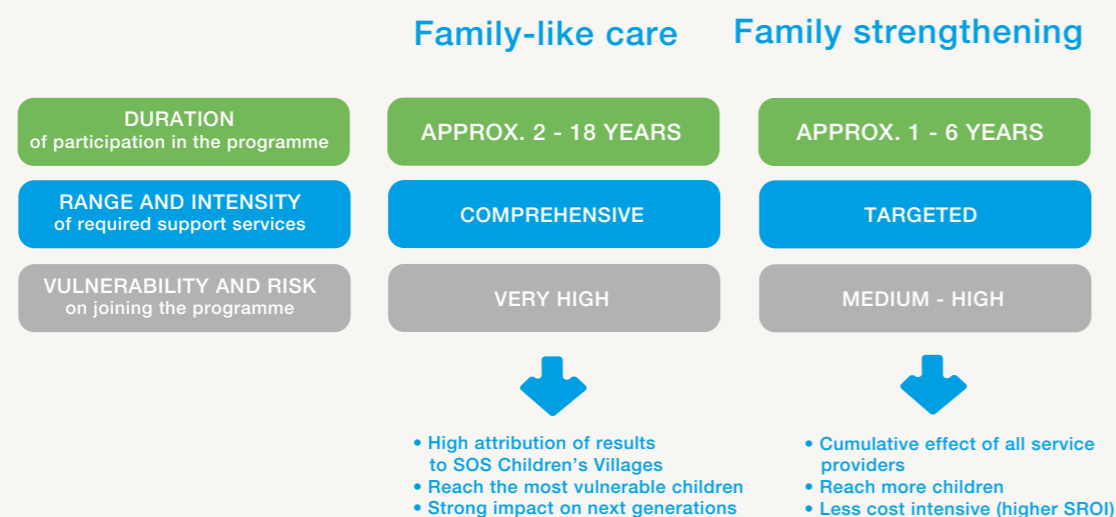 Family-like care
Family strengthening
DURATION
of participation in the programme
APPROX. 2 - 18 YEARS
APPROX. 1 - 6 YEARS
RANGE AND INTENSITY
of required support services
COMPREHENSIVE
TARGETED
VULNERABILITY AND RISK
on joining the programme
VERY HIGH
MEDIUM - HIGH
• High attribution of results
to SOS Children’s Villages
• Reach the most vulnerable children
• Strong impact on next generations
• Cumulative effect of all service
providers
• Reach more children
• Less cost intensive (higher SROI)